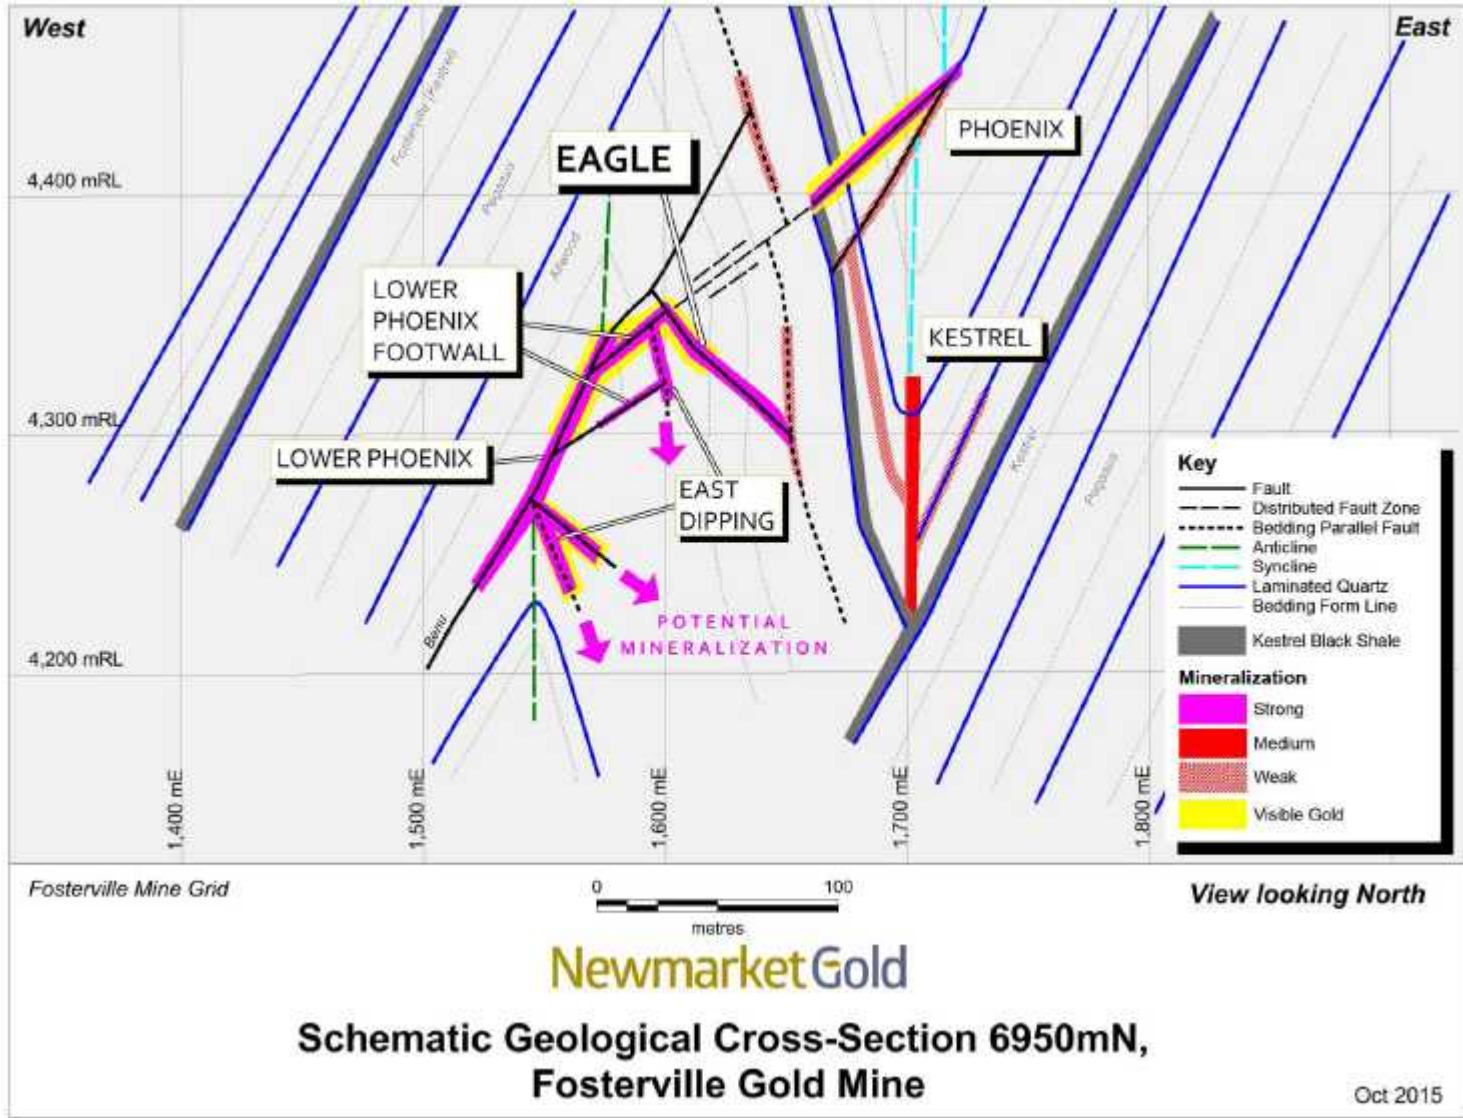 West
East
Fosterville (Kestrel)
Pegasus
Allwood
PHOENIX
EAGLE
4,400 mRL
LOWER
PHOENIX
FOOTWALL
KESTREL
4,300 mRL
LOWER PHOENIX
EAST
DIPPING
Kestrel
Pegasus
Benu
POTENTIAL
MINERALIZATION
4,200 mRL
1,400 mE
1,500 mE
1,600 mE
1,700 mE
1,800 mE
Key
Fault
Distributed Fault Zone
Bedding Parallel Fault
Anticline
Syncline
Laminated Quartz
Bedding Form Line
Kestrel Black Shale
Mineralization
Strong
Medium
Weak
Visible Gold
Fosterville Mine Grid
0 100
metres
View looking North
NewmarketGold
Schematic Geological Cross-Section 6950mN,
Fosterville Gold Mine
Oct 2015